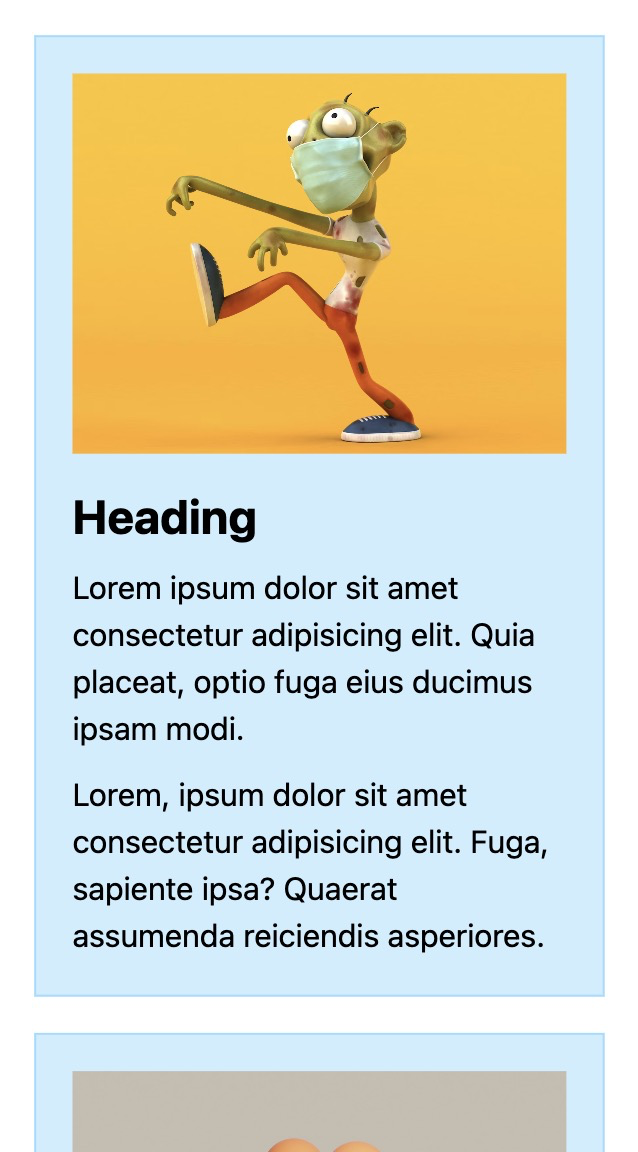 Heading
Lorem ipsum dolor sit amet
consectetur adipisicing elit. Quia
placeat, optio fuga eius ducimus
ipsam modi.
Lorem, ipsum dolor sit amet
consectetur adipisicing elit. Fuga,
sapiente ipsa? Quaerat
assumenda reiciendis asperiores.